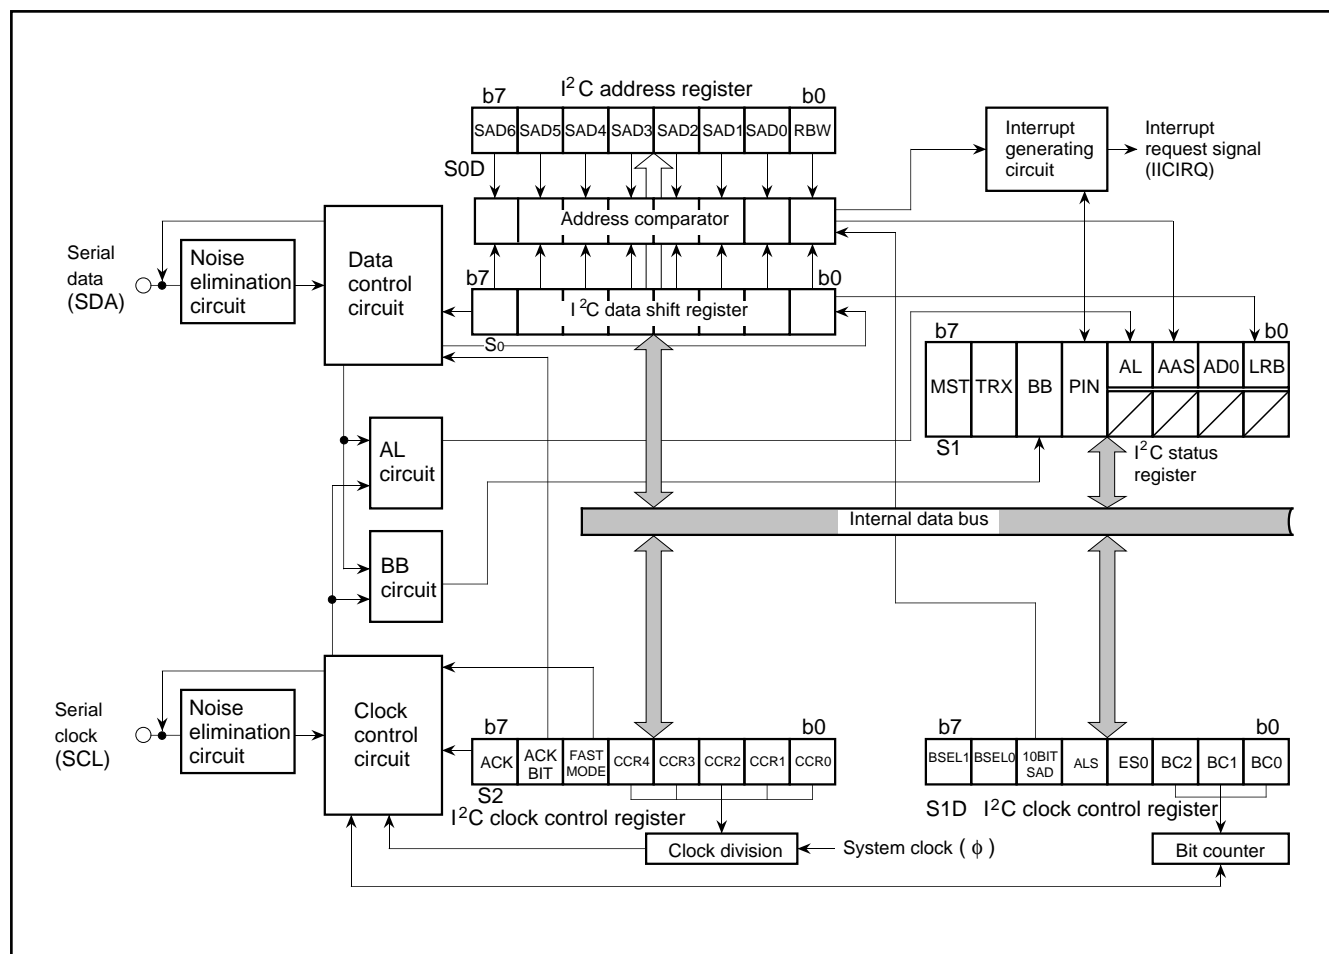 I²C address register
b7
b0
SAD6 SAD5 SAD4 SAD3 SAD2 SAD1 SAD0 RBW
S0D
Interrupt
generating
circuit
Interrupt
request signal
(IICIRQ)
Address comparator
Serial
data
(SDA)
Noise
elimination
circuit
Data
control
circuit
b7
b0
I²C data shift register
S0
b7
b0
MST TRX BB PIN AL AAS AD0 LRB
S1
I²C status
register
AL
circuit
Internal data bus
BB
circuit
Serial
clock
(SCL)
Noise
elimination
circuit
Clock
control
circuit
b7
b0
ACK
ACK
BIT
FAST
MODE
CCR4 CCR3 CCR2 CCR1 CCR0
S2
I²C clock control register
b7
b0
BSEL1 BSEL0
10BIT
SAD
ALS ES0 BC2 BC1 BC0
S1D I²C clock control register
Clock division
System clock ( ϕ )
Bit counter